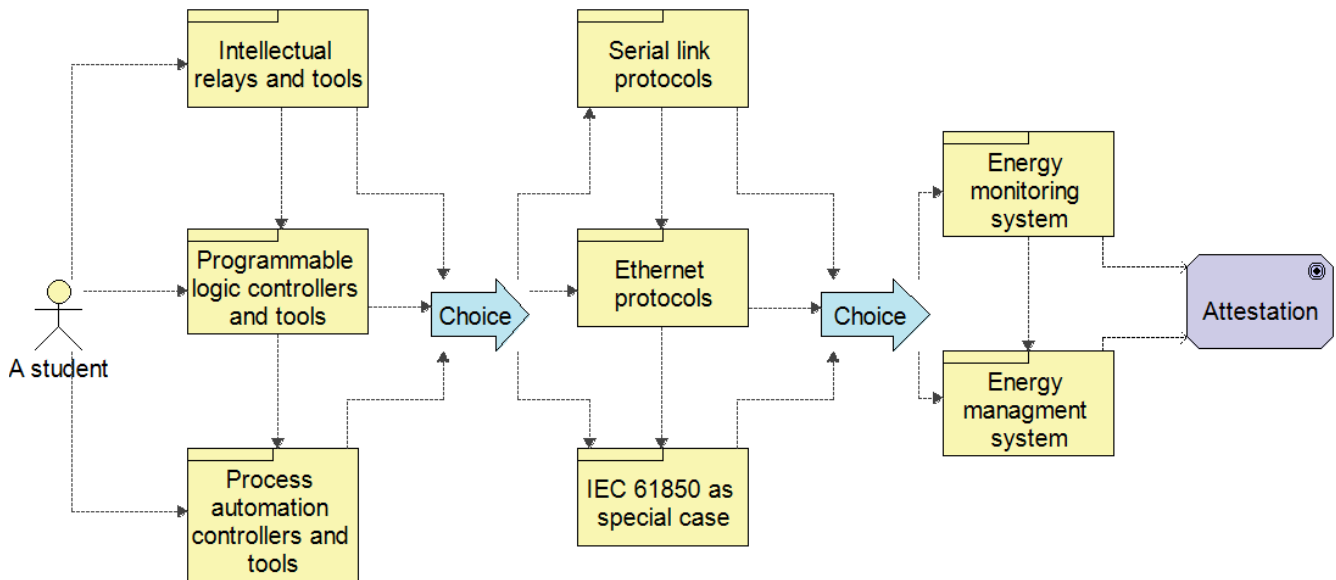 Intellectual
relays and tools
Serial link
protocols
Energy
monitoring
system
Programmable
logic controllers
and tools
Choice
Ethernet
protocols
Choice
Attestation
A student
Energy
managment
system
Process
automation
controllers and
tools
IEC 61850 as
special case